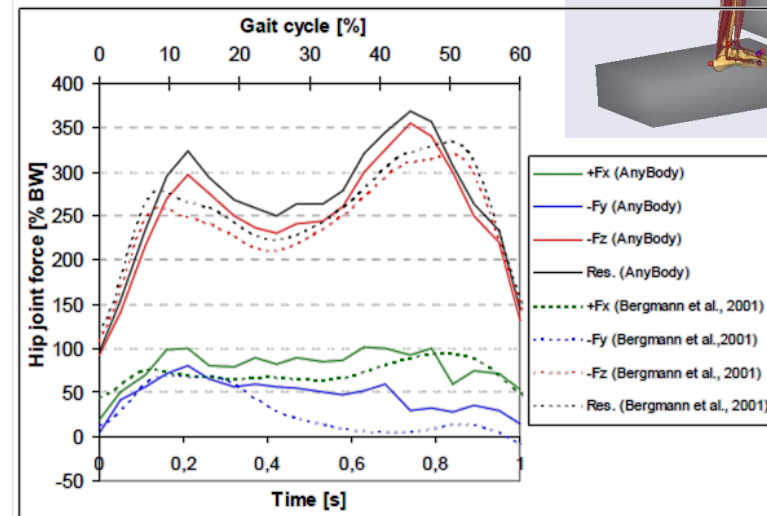 Gait cycle [%]
0 10 20 30 40 50 60
Hip joint force [% BW]
400
350
300
250
200
150
100
50
0
-50
0 0,2 0,4 0,6 0,8 1
Time [s]
+Fx (AnyBody)
-Fy (AnyBody)
-Fz (AnyBody)
Res. (AnyBody)
+Fx (Bergmann et al., 2001)
-Fy (Bergmann et al.,2001)
-Fz (Bergmann et al., 2001)
Res. (Bergmann et al., 2001)